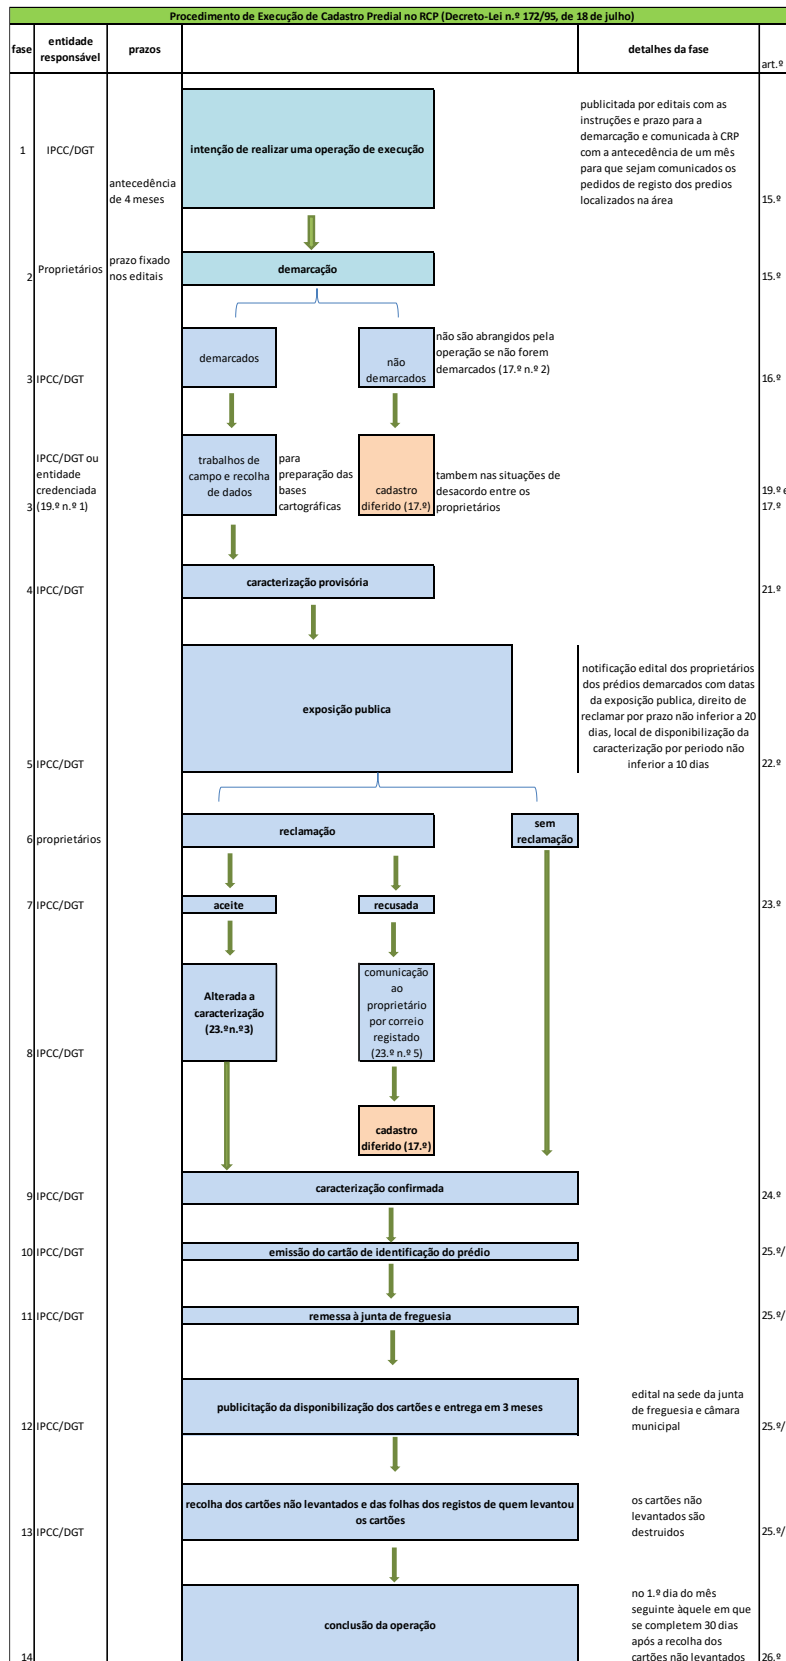 Procedimento de Execução de Cadastro Predial no RCP (Decreto-Lei n.º 172/95, de 18 de julho)
fase
entidade
responsável
prazos
detalhes da fase
art.º
1
IPCC/DGT
antecedência
de 4 meses
intenção de realizar uma operação de execução
publicitada por editais com as
instruções e prazo para a
demarcação e comunicada à CRP
com a antecedência de um mês
para que sejam comunicados os
pedidos de registo dos predios
localizados na área
15.º
2
Proprietários
prazo fixado
nos editais
demarcação
15.º
3
IPCC/DGT
demarcados
não
demarcados
não são abrangidos pela
operação se não forem
demarcados (17.º n.º 2)
16.º
3
IPCC/DGT ou
entidade
credenciada
(19.º n.º 1)
trabalhos de
campo e recolha
de dados
para
preparação das
bases
cartográficas
cadastro
diferido (17.º)
tambem nas situações de
desacordo entre os
proprietários
19.º e
17.º
4
IPCC/DGT
caracterização provisória
21.º
5
IPCC/DGT
exposição publica
notificação edital dos proprietários
dos prédios demarcados com datas
da exposição publica, direito de
reclamar por prazo não inferior a 20
dias, local de disponibilização da
caracterização por periodo não
inferior a 10 dias
22.º
6
proprietários
reclamação
sem
reclamação
7
IPCC/DGT
aceite
recusada
23.º
8
IPCC/DGT
Alterada a
caracterização
(23.ºn.º3)
comunicação
ao
proprietário
por correio
registado
(23.º n.º 5)
cadastro
diferido (17.º)
9
IPCC/DGT
caracterização confirmada
24.º
10
IPCC/DGT
emissão do cartão de identificação do prédio
25.º/
11
IPCC/DGT
remessa à junta de freguesia
25.º/
12
IPCC/DGT
publicitação da disponibilização dos cartões e entrega em 3 meses
edital na sede da junta
de freguesia e câmara
municipal
25.º/
13
IPCC/DGT
recolha dos cartões não levantados e das folhas dos registos de quem levantou
os cartões
os cartões não
levantados são
destruidos
25.º/
14
conclusão da operação
no 1.º dia do mês
seguinte àquele em que
se completem 30 dias
após a recolha dos
cartões não levantados
26.º